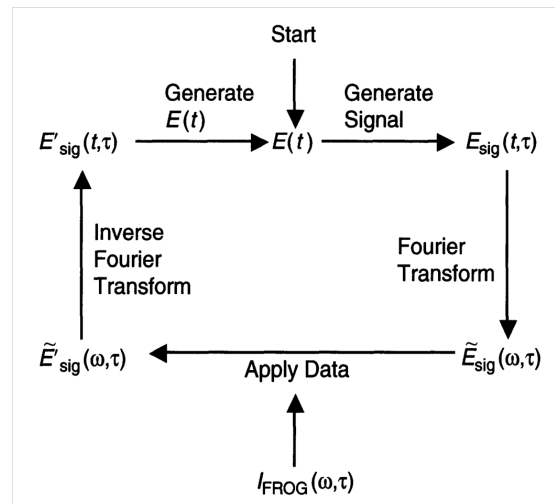 Start
Generate
E(t)
Generate
Signal
E′sig(t,τ)
E(t)
Esig(t,τ)
Inverse
Fourier
Transform
Fourier
Transform
Ẽ′sig(ω,τ)
Apply Data
Ẽsig(ω,τ)
IFROG(ω,τ)